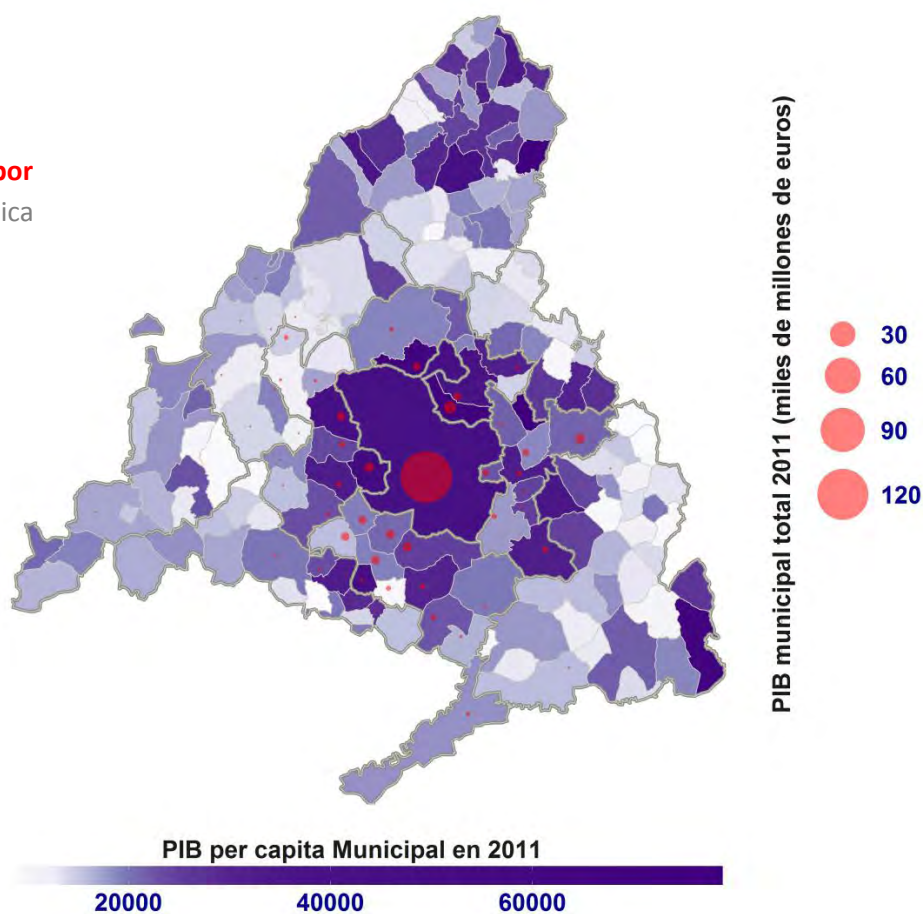 por
ica
PIB municipal total 2011 (miles de millones de euros)
30
60
90
120
PIB per capita Municipal en 2011
20000
40000
60000